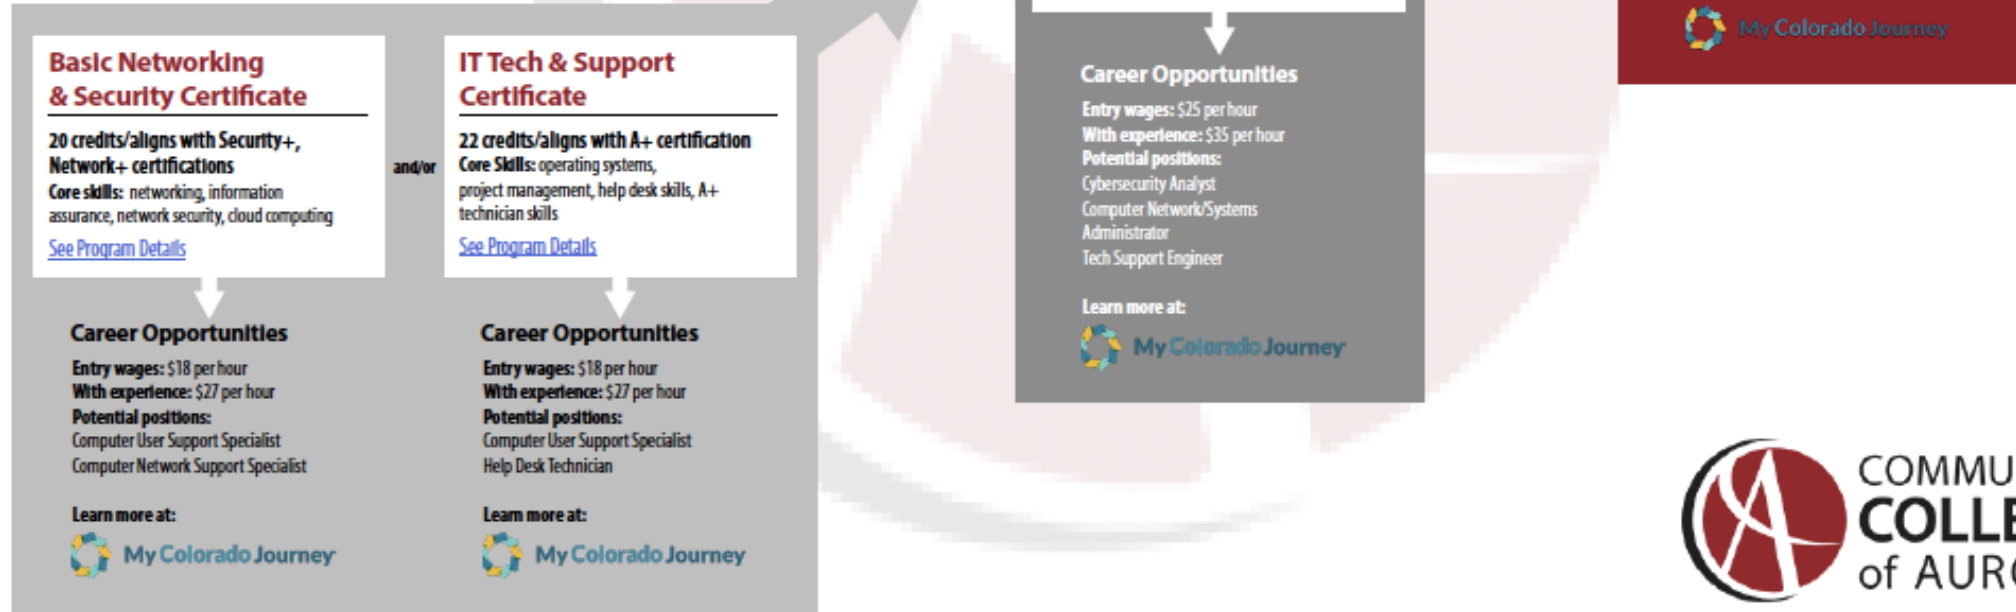 Basic Networking
& Security Certificate
20 credits/aligns with Security+,
Network+ certifications
Core skills: networking, information
assurance, network security, cloud computing
See Program Details
Career Opportunities
Entry wages: $18 per hour
With experience: $27 per hour
Potential positions:
Computer User Support Specialist
Computer Network Support Specialist
Learn more at:
My Colorado Journey
and/or
IT Tech & Support
Certificate
22 credits/aligns with A+ certification
Core Skills: operating systems,
project management, help desk skills, A+
technician skills
See Program Details
Career Opportunities
Entry wages: $18 per hour
With experience: $27 per hour
Potential positions:
Computer User Support Specialist
Help Desk Technician
Learn more at:
My Colorado Journey
Career Opportunities
Entry wages: $25 per hour
With experience: $35 per hour
Potential positions:
Cybersecurity Analyst
Computer Network/Systems
Administrator
Tech Support Engineer
Learn more at:
My Colorado Journey
My Colorado Journey
COMMU
COLLE
of AUR